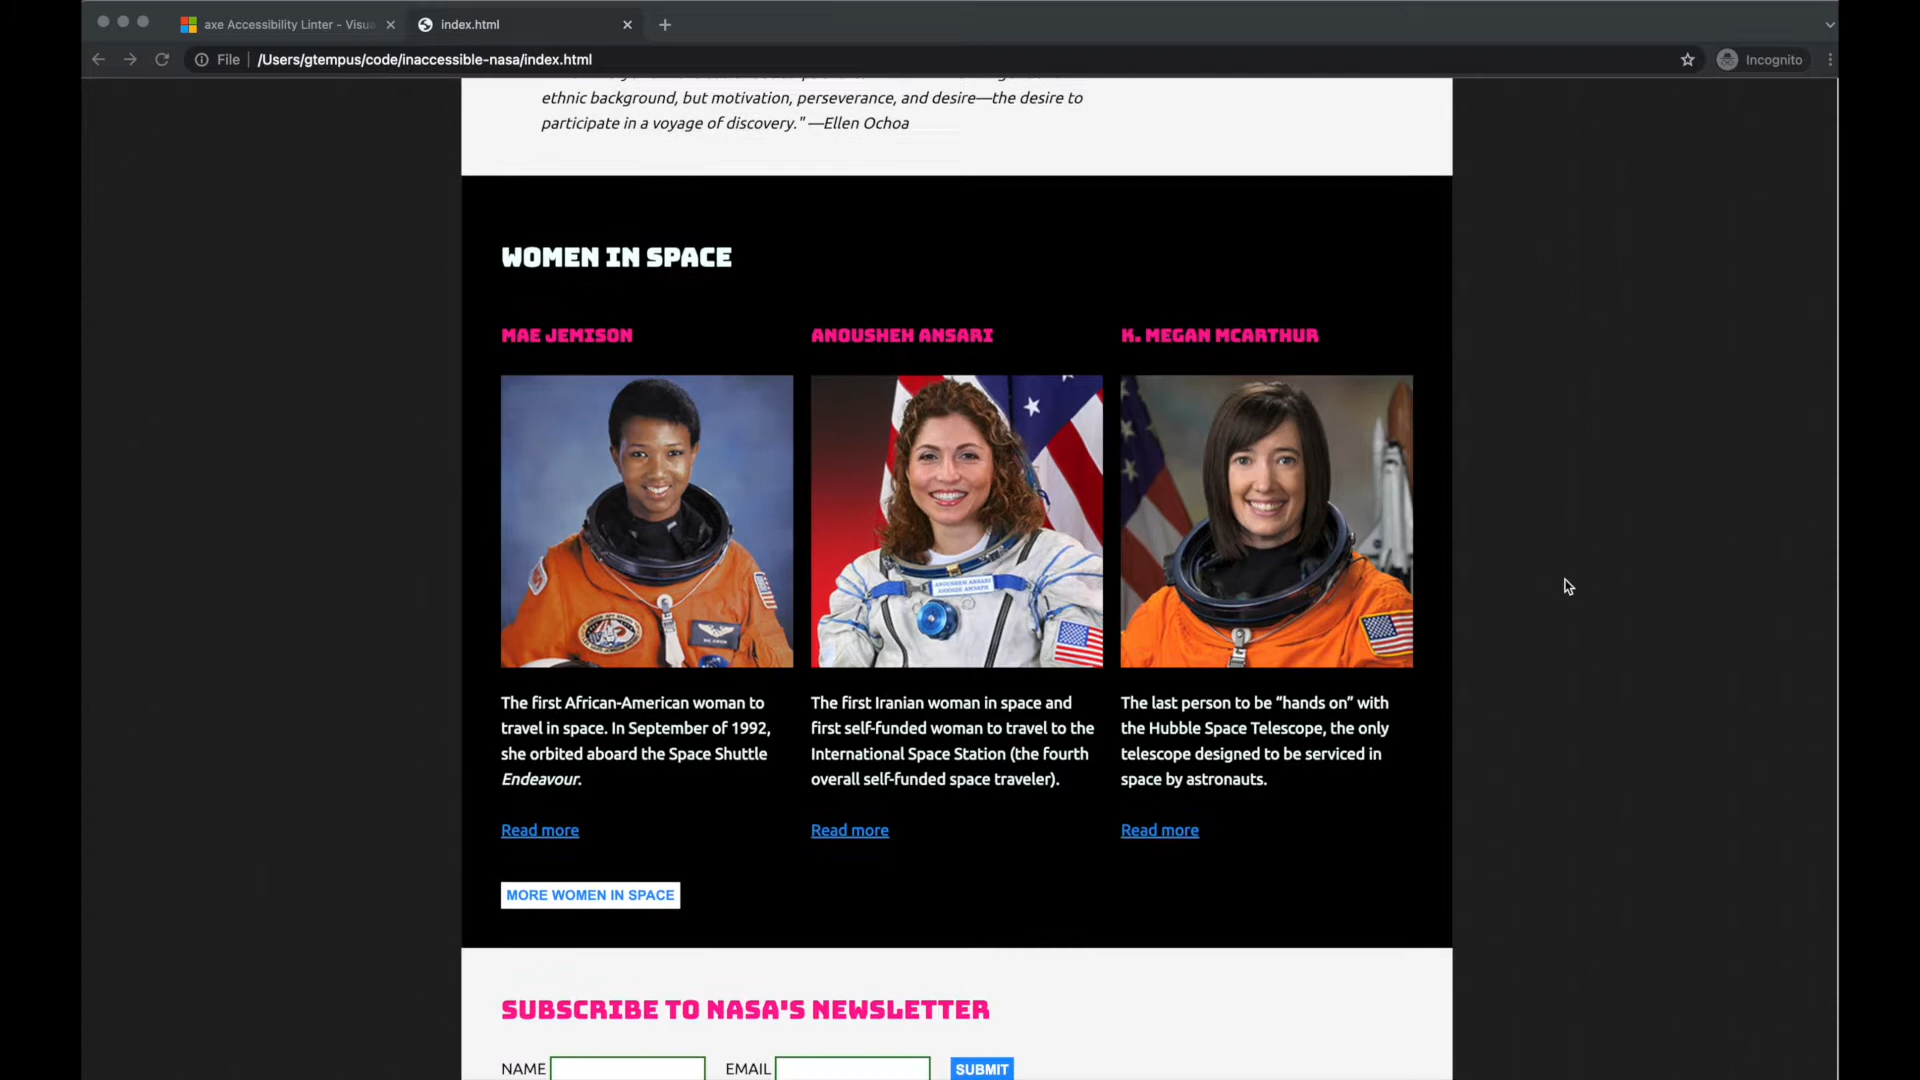 axe Accessibility Linter - Visua
index.html
File
/Users/gtempus/code/inaccessible-nasa/index.html
Incognito
ethnic background, but motivation, perseverance, and desire—the desire to
participate in a voyage of discovery." —Ellen Ochoa
WOMEN IN SPACE
MAE JEMISON
ANOUSHEH ANSARI
K. MEGAN MCARTHUR
ANOUSHEH ANSARI
The first African-American woman to
travel in space. In September of 1992,
she orbited aboard the Space Shuttle
Endeavour.
Read more
The first Iranian woman in space and
first self-funded woman to travel to the
International Space Station (the fourth
overall self-funded space traveler).
Read more
The last person to be “hands on” with
the Hubble Space Telescope, the only
telescope designed to be serviced in
space by astronauts.
Read more
MORE WOMEN IN SPACE
SUBSCRIBE TO NASA'S NEWSLETTER
NAME
EMAIL
SUBMIT